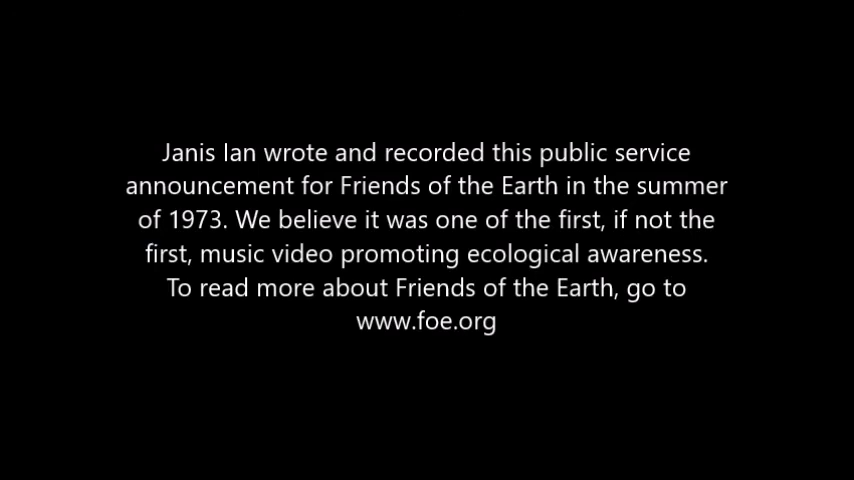 Janis Ian wrote and recorded this public service
announcement for Friends of the Earth in the summer
of 1973. We believe it was one of the first, if not the
first, music video promoting ecological awareness.
To read more about Friends of the Earth, go to
www.foe.org